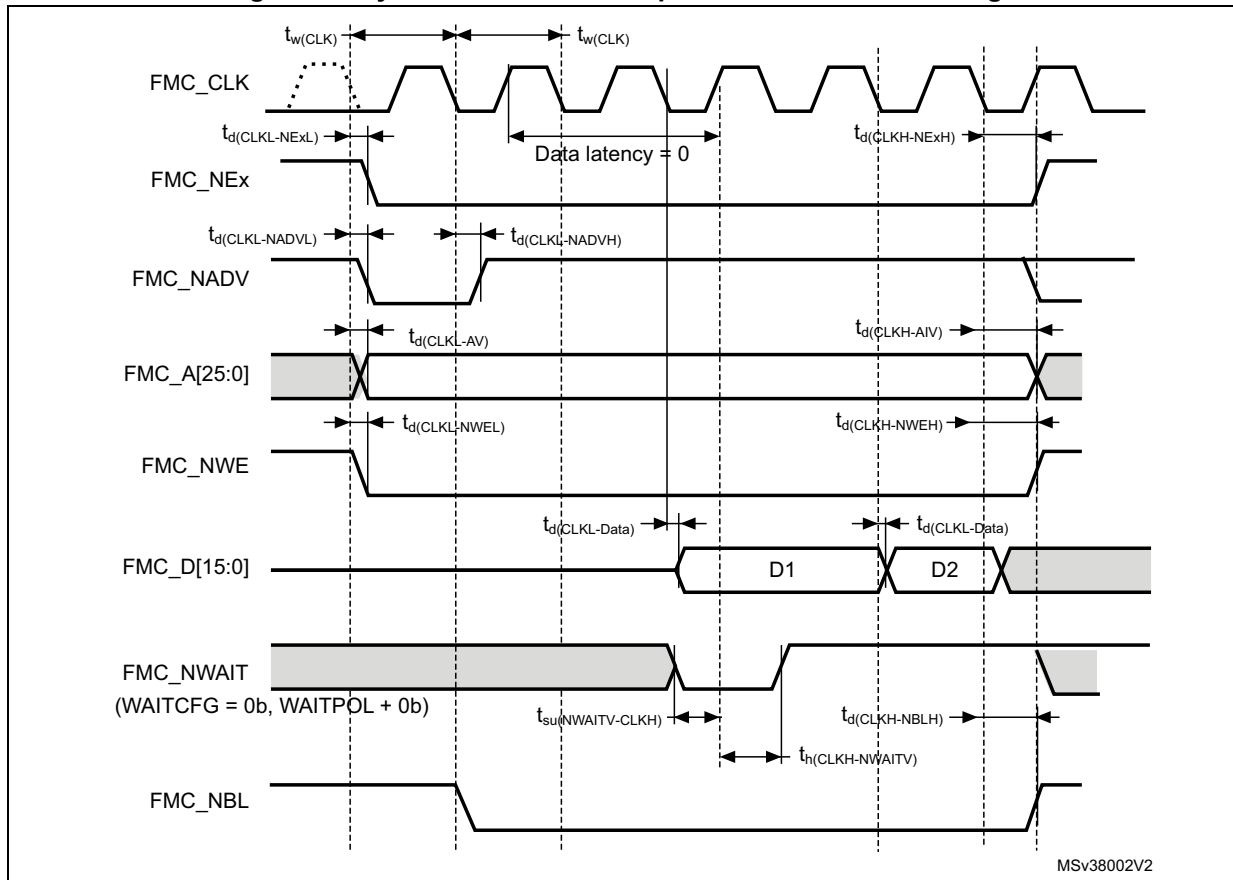 tw(CLK) tw(CLK)
FMC_CLK
td(CLKL-NExL) td(CLKH-NExH)
Data latency = 0
FMC_NEx
td(CLKL-NADVL) td(CLKL-NADVH)
FMC_NADV
td(CLKL-AV) td(CLKH-AIV)
FMC_A[25:0]
td(CLKL-NWEL) td(CLKH-NWEH)
FMC_NWE
td(CLKL-Data) td(CLKL-Data)
FMC_D[15:0] D1 D2
FMC_NWAIT
(WAITCFG = 0b, WAITPOL + 0b)
tsu(NWAITV-CLKH) td(CLKH-NBLH)
th(CLKH-NWAITV)
FMC_NBL
MSv38002V2